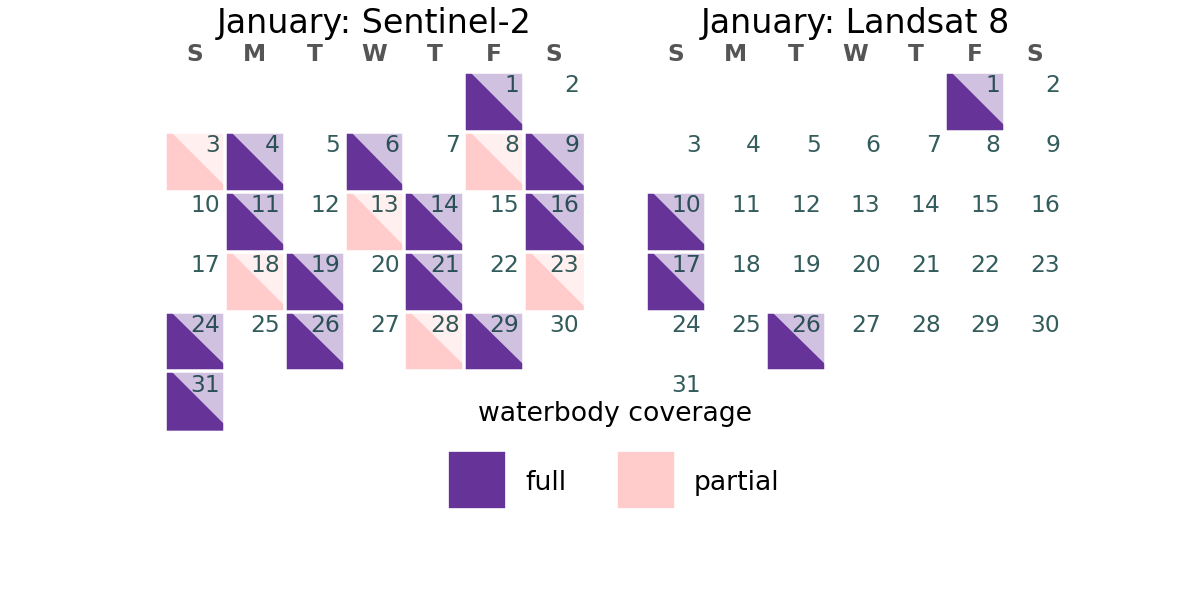 January: Sentinel-2
S M T W T F S
1 2
3 4 5 6 7 8 9
10 11 12 13 14 15 16
17 18 19 20 21 22 23
24 25 26 27 28 29 30
31
January: Landsat 8
S M T W T F S
1 2
3 4 5 6 7 8 9
10 11 12 13 14 15 16
17 18 19 20 21 22 23
24 25 26 27 28 29 30
31
waterbody coverage
full partial